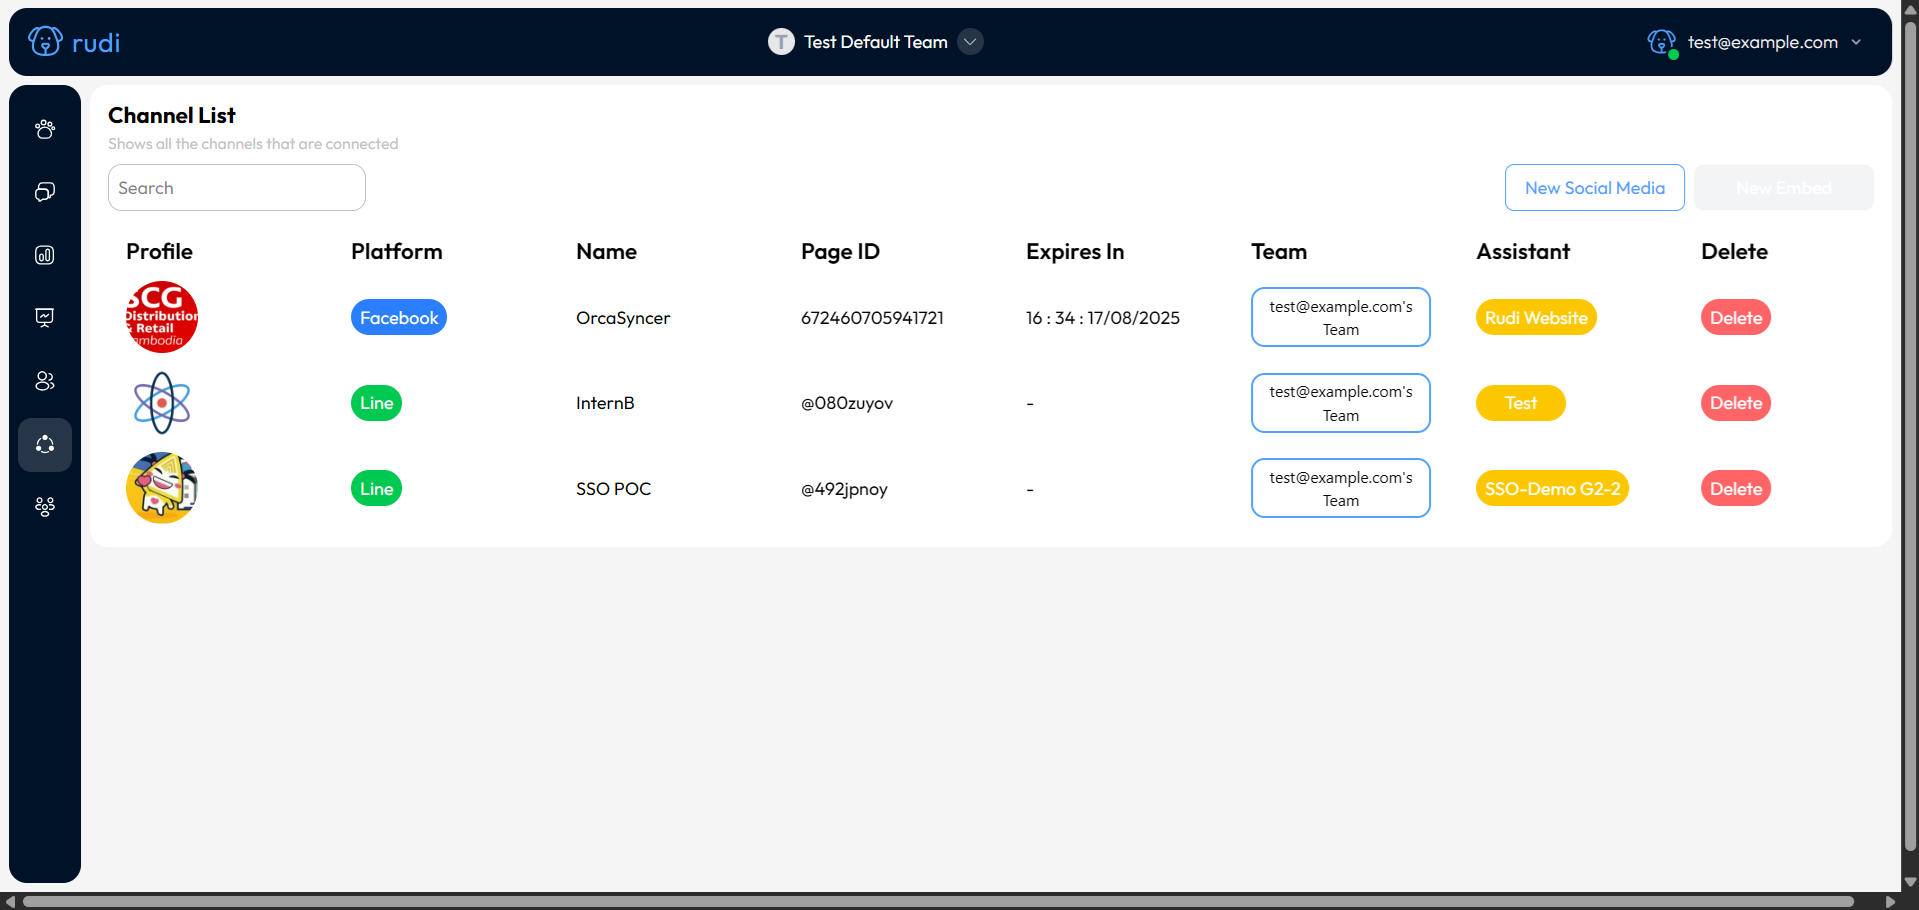 rudi
T Test Default Team
test@example.com
Channel List
Shows all the channels that are connected
Search
New Social Media
New Embed
Profile Platform Name Page ID Expires In Team Assistant Delete
SCG
Distribution
& Retail
ambodia
Facebook OrcaSyncer 672460705941721 16 : 34 : 17/08/2025
test@example.com's
Team
Rudi Website Delete
Line InternB @080zuyov -
test@example.com's
Team
Test Delete
Line SSO POC @492jpnoy -
test@example.com's
Team
SSO-Demo G2-2 Delete